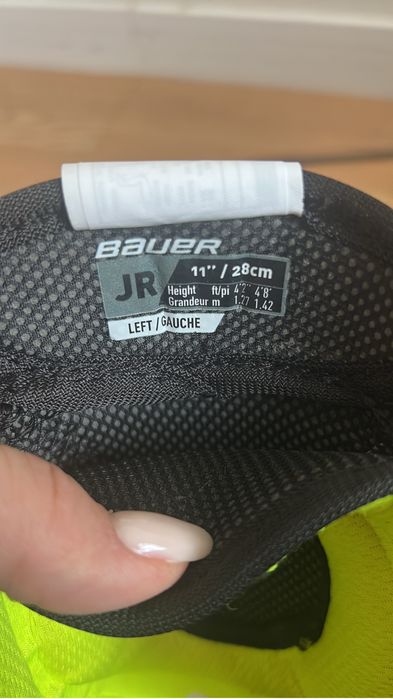 BAUER
JR
11" / 28cm
Height ft/pi 4'2" 4'8"
Grandeur m 1.27 1.42
LEFT / GAUCHE